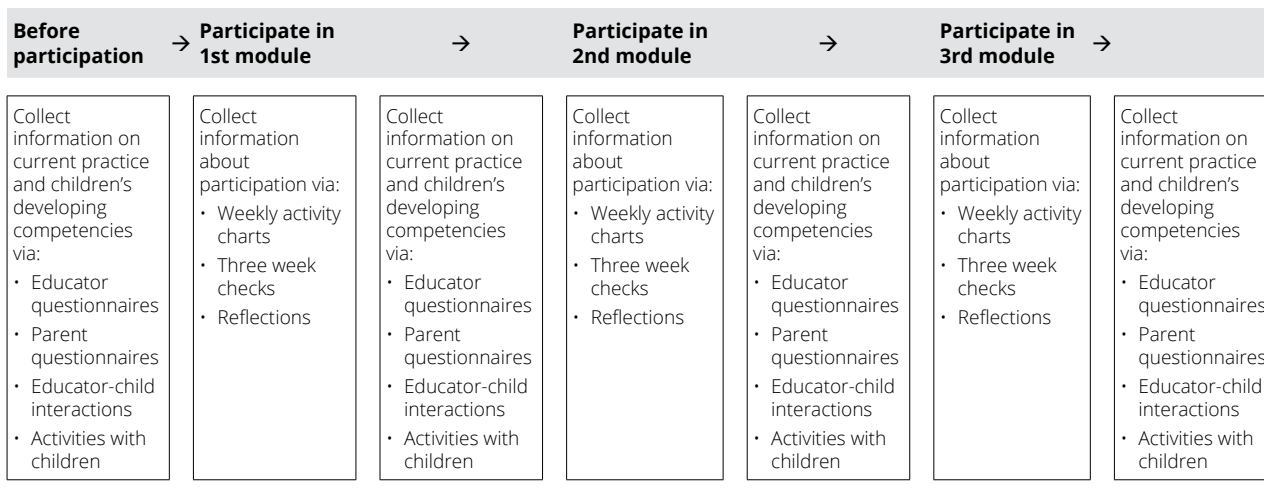 Before
participation
→
Participate in
1st module
→
Participate in
2nd module
→
Participate in
3rd module
→
Collect
information on
current practice
and children’s
developing
competencies
via:
· Educator
questionnaires
· Parent
questionnaires
· Educator-child
interactions
· Activities with
children
Collect
information
about
participation via:
· Weekly activity
charts
· Three week
checks
· Reflections
Collect
information on
current practice
and children’s
developing
competencies
via:
· Educator
questionnaires
· Parent
questionnaires
· Educator-child
interactions
· Activities with
children
Collect
information
about
participation via:
· Weekly activity
charts
· Three week
checks
· Reflections
Collect
information on
current practice
and children’s
developing
competencies
via:
· Educator
questionnaires
· Parent
questionnaires
· Educator-child
interactions
· Activities with
children
Collect
information
about
participation via:
· Weekly activity
charts
· Three week
checks
· Reflections
Collect
information on
current practice
and children’s
developing
competencies
via:
· Educator
questionnaires
· Parent
questionnaires
· Educator-child
interactions
· Activities with
children